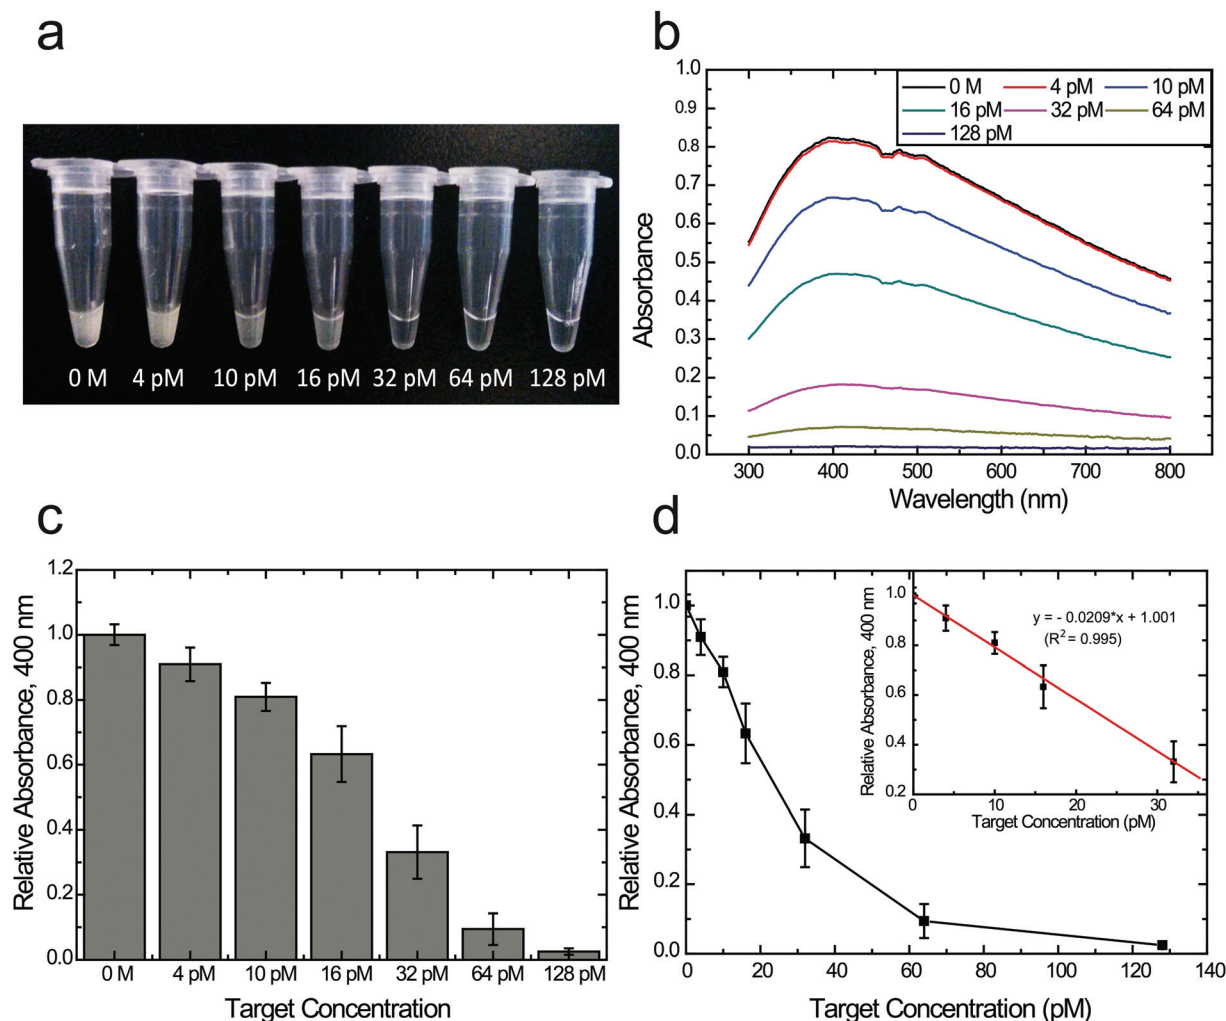 a
0 M 4 pM 10 pM 16 pM 32 pM 64 pM 128 pM
b
1.0
0.9
0.8
0.7
0.6
0.5
0.4
0.3
0.2
0.1
0.0
Absorbance
0 M 4 pM 10 pM
16 pM 32 pM 64 pM
128 pM
300 400 500 600 700 800
Wavelength (nm)
c
1.2
1.0
0.8
0.6
0.4
0.2
0.0
Relative Absorbance, 400 nm
0 M 4 pM 10 pM 16 pM 32 pM 64 pM 128 pM
Target Concentration
d
1.0
0.8
0.6
0.4
0.2
0.0
Relative Absorbance, 400 nm
0 20 40 60 80 100 120 140
Target Concentration (pM)
1.0
0.8
0.6
0.4
0.2
Relative Absorbance, 400 nm
y = - 0.0209*x + 1.001
(R2 = 0.995)
0 10 20 30
Target Concentration (pM)